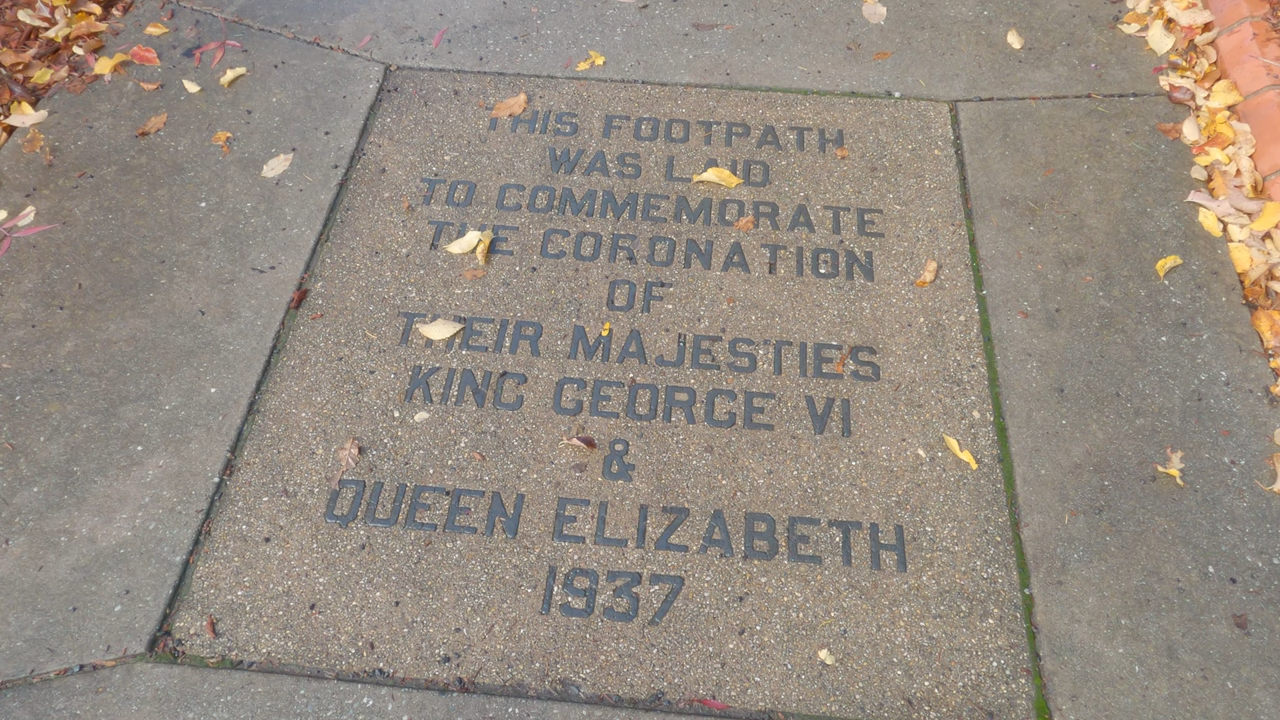 THIS FOOTPATH
WAS LAID
TO COMMEMORATE
THE CORONATION
OF
THEIR MAJESTIES
KING GEORGE VI
&
QUEEN ELIZABETH
1937